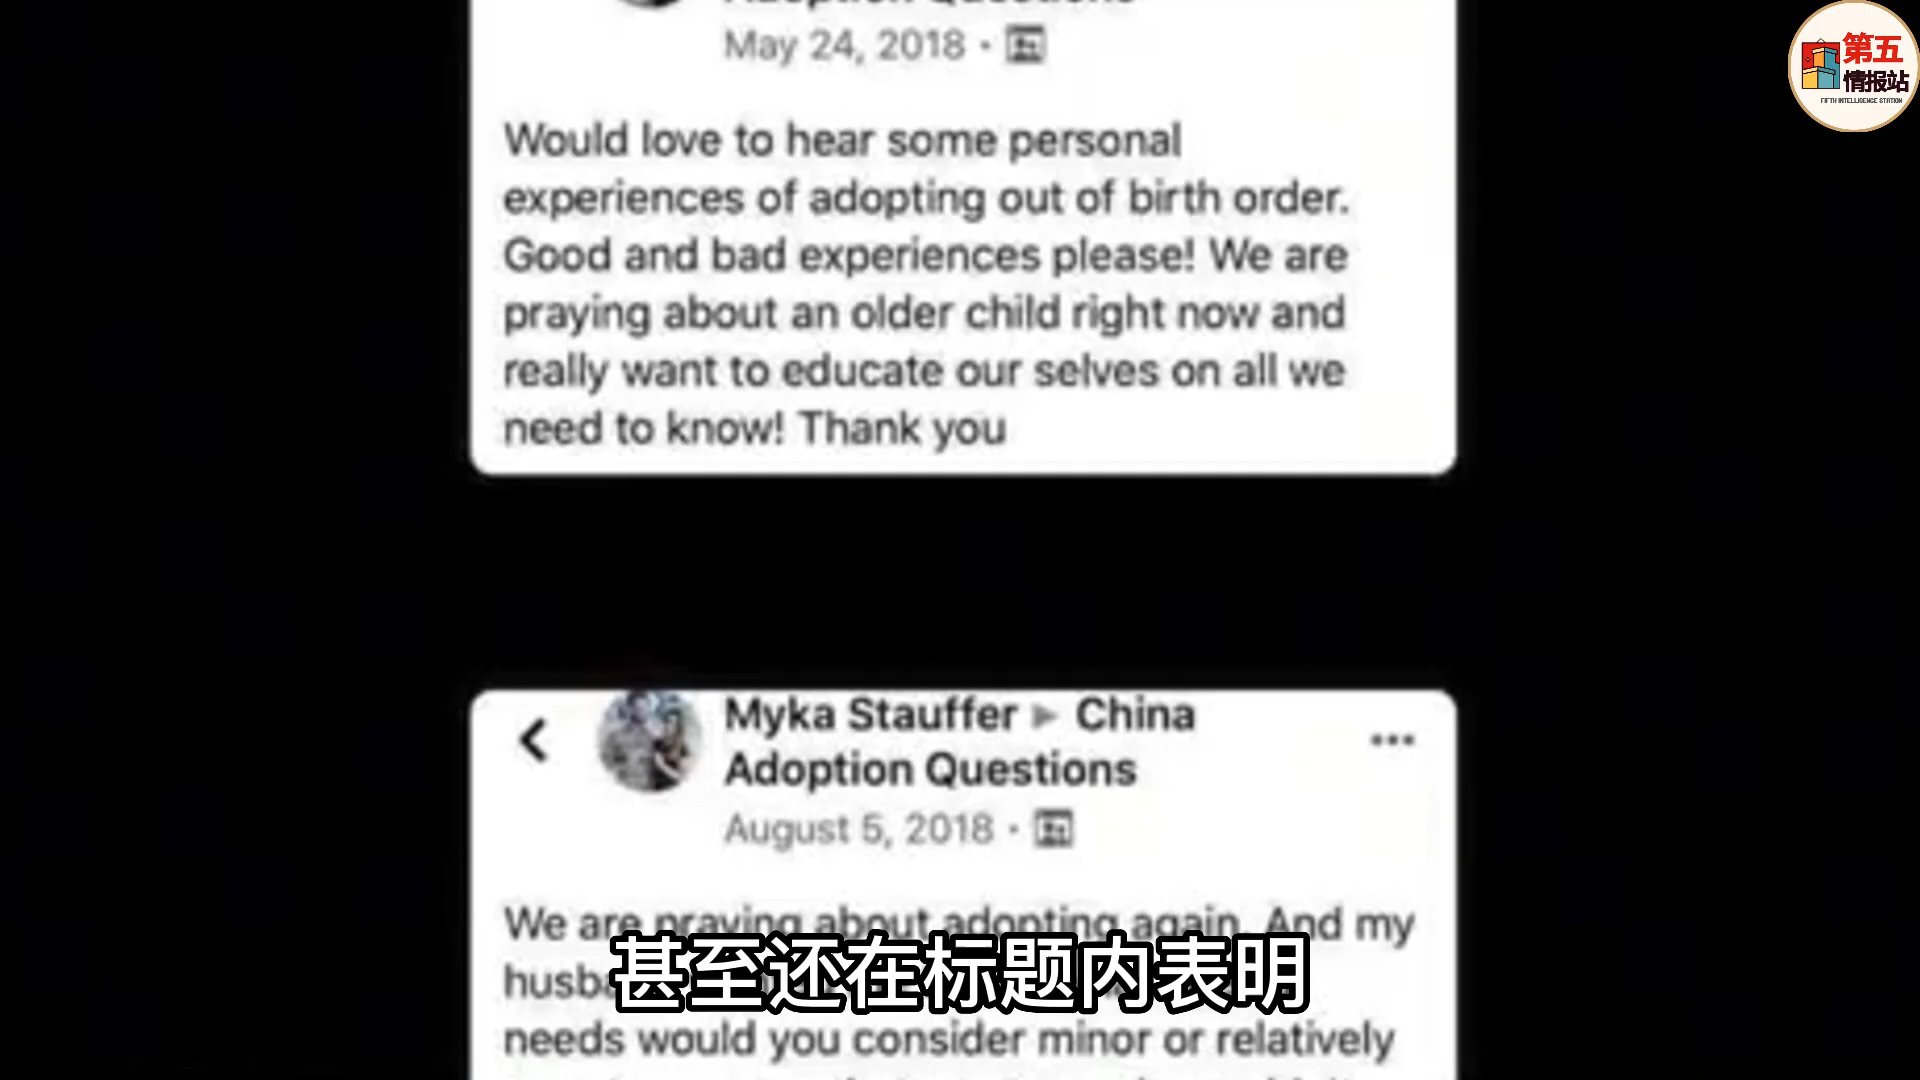 May 24, 2018 ·
Would love to hear some personal
experiences of adopting out of birth order.
Good and bad experiences please! We are
praying about an older child right now and
really want to educate our selves on all we
need to know! Thank you
Myka Stauffer ▸ China
Adoption Questions
August 5, 2018 ·
We are praying about adopting again. And my
甚至还在标题内表明
needs would you consider minor or relatively
第五
情报站
FIFTH INTELLIGENCE STATION